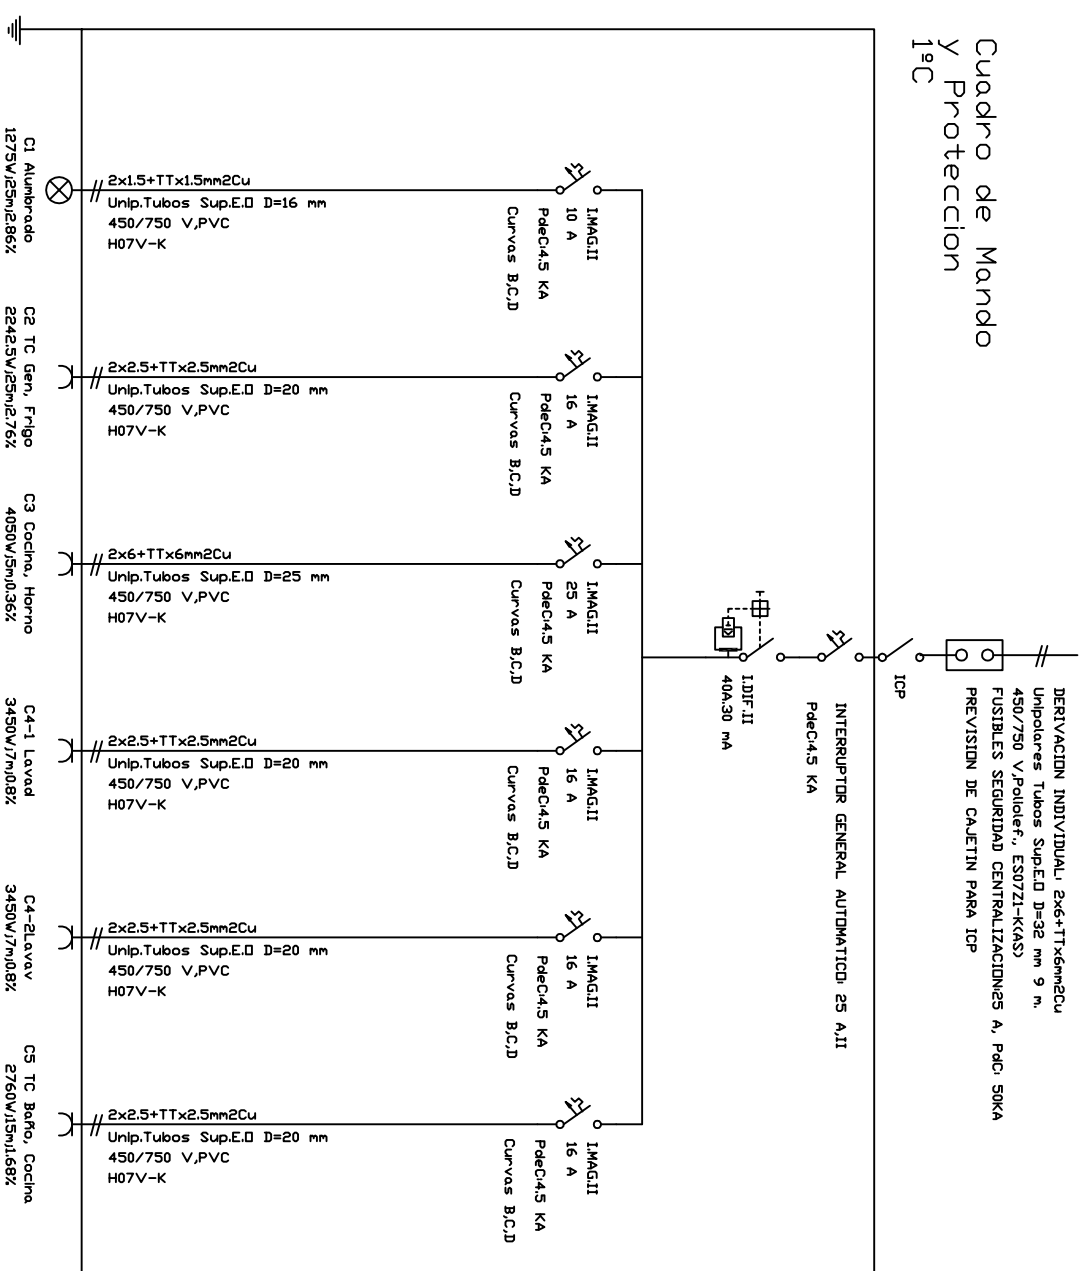 Cuadro de Mando
y Proteccion
1ºC
DERIVACION INDIVIDUAL: 2x6+TTx6mm2Cu
Unipolares Tubos Sup.E.O D=32 mm 9 m.
450/750 V,Poliolef., ES07Z1-K(AS)
FUSIBLES SEGURIDAD CENTRALIZACION:25 A, PdC: 50KA
PREVISION DE CAJETIN PARA ICP
ICP
INTERRUPTOR GENERAL AUTOMATICO: 25 A,II
PdeC:4.5 KA
I.DIF.II
40A.30 mA
I.MAG.II
10 A
PdeC:4.5 KA
Curvas B,C,D
2x1.5+TTx1.5mm2Cu
Unip.Tubos Sup.E.O D=16 mm
450/750 V,PVC
H07V-K
C1 Alumbrado
1275W;25m;2.86%
I.MAG.II
16 A
PdeC:4.5 KA
Curvas B,C,D
2x2.5+TTx2.5mm2Cu
Unip.Tubos Sup.E.O D=20 mm
450/750 V,PVC
H07V-K
C2 TC Gen, Frigo
2242.5W;25m;2.76%
I.MAG.II
25 A
PdeC:4.5 KA
Curvas B,C,D
2x6+TTx6mm2Cu
Unip.Tubos Sup.E.O D=25 mm
450/750 V,PVC
H07V-K
C3 Cocina, Horno
4050W;5m;0.36%
I.MAG.II
16 A
PdeC:4.5 KA
Curvas B,C,D
2x2.5+TTx2.5mm2Cu
Unip.Tubos Sup.E.O D=20 mm
450/750 V,PVC
H07V-K
C4-1 Lavad
3450W;7m;0.8%
I.MAG.II
16 A
PdeC:4.5 KA
Curvas B,C,D
2x2.5+TTx2.5mm2Cu
Unip.Tubos Sup.E.O D=20 mm
450/750 V,PVC
H07V-K
C4-2Lavav
3450W;7m;0.8%
I.MAG.II
16 A
PdeC:4.5 KA
Curvas B,C,D
2x2.5+TTx2.5mm2Cu
Unip.Tubos Sup.E.O D=20 mm
450/750 V,PVC
H07V-K
C5 TC Baño, Cocina
2760W;15m;1.68%